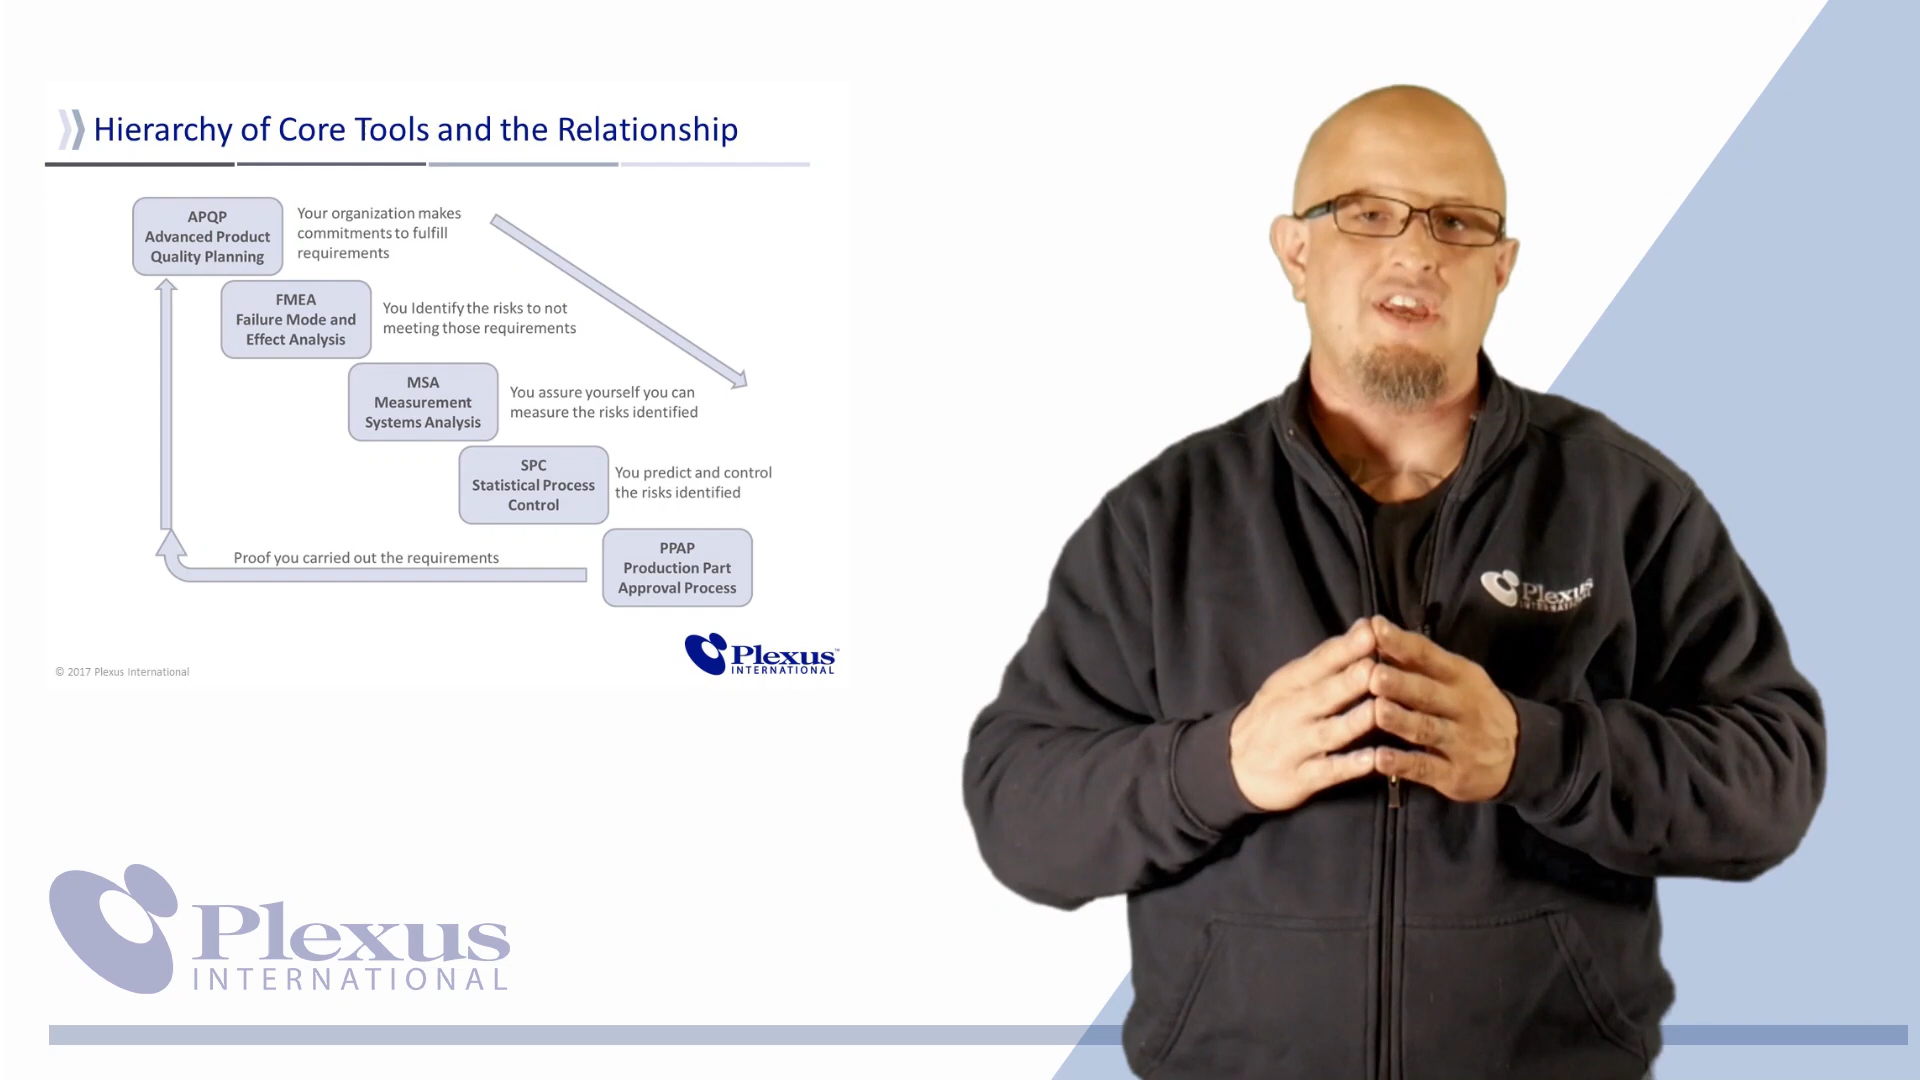 Hierarchy of Core Tools and the Relationship
APQP
Advanced Product
Quality Planning
Your organization makes
commitments to fulfill
requirements
FMEA
Failure Mode and
Effect Analysis
You Identify the risks to not
meeting those requirements
MSA
Measurement
Systems Analysis
You assure yourself you can
measure the risks identified
SPC
Statistical Process
Control
You predict and control
the risks identified
Proof you carried out the requirements
PPAP
Production Part
Approval Process
Plexus™
INTERNATIONAL
© 2017 Plexus International
Plexus
INTERNATIONAL
Plexus
INTERNATIONAL